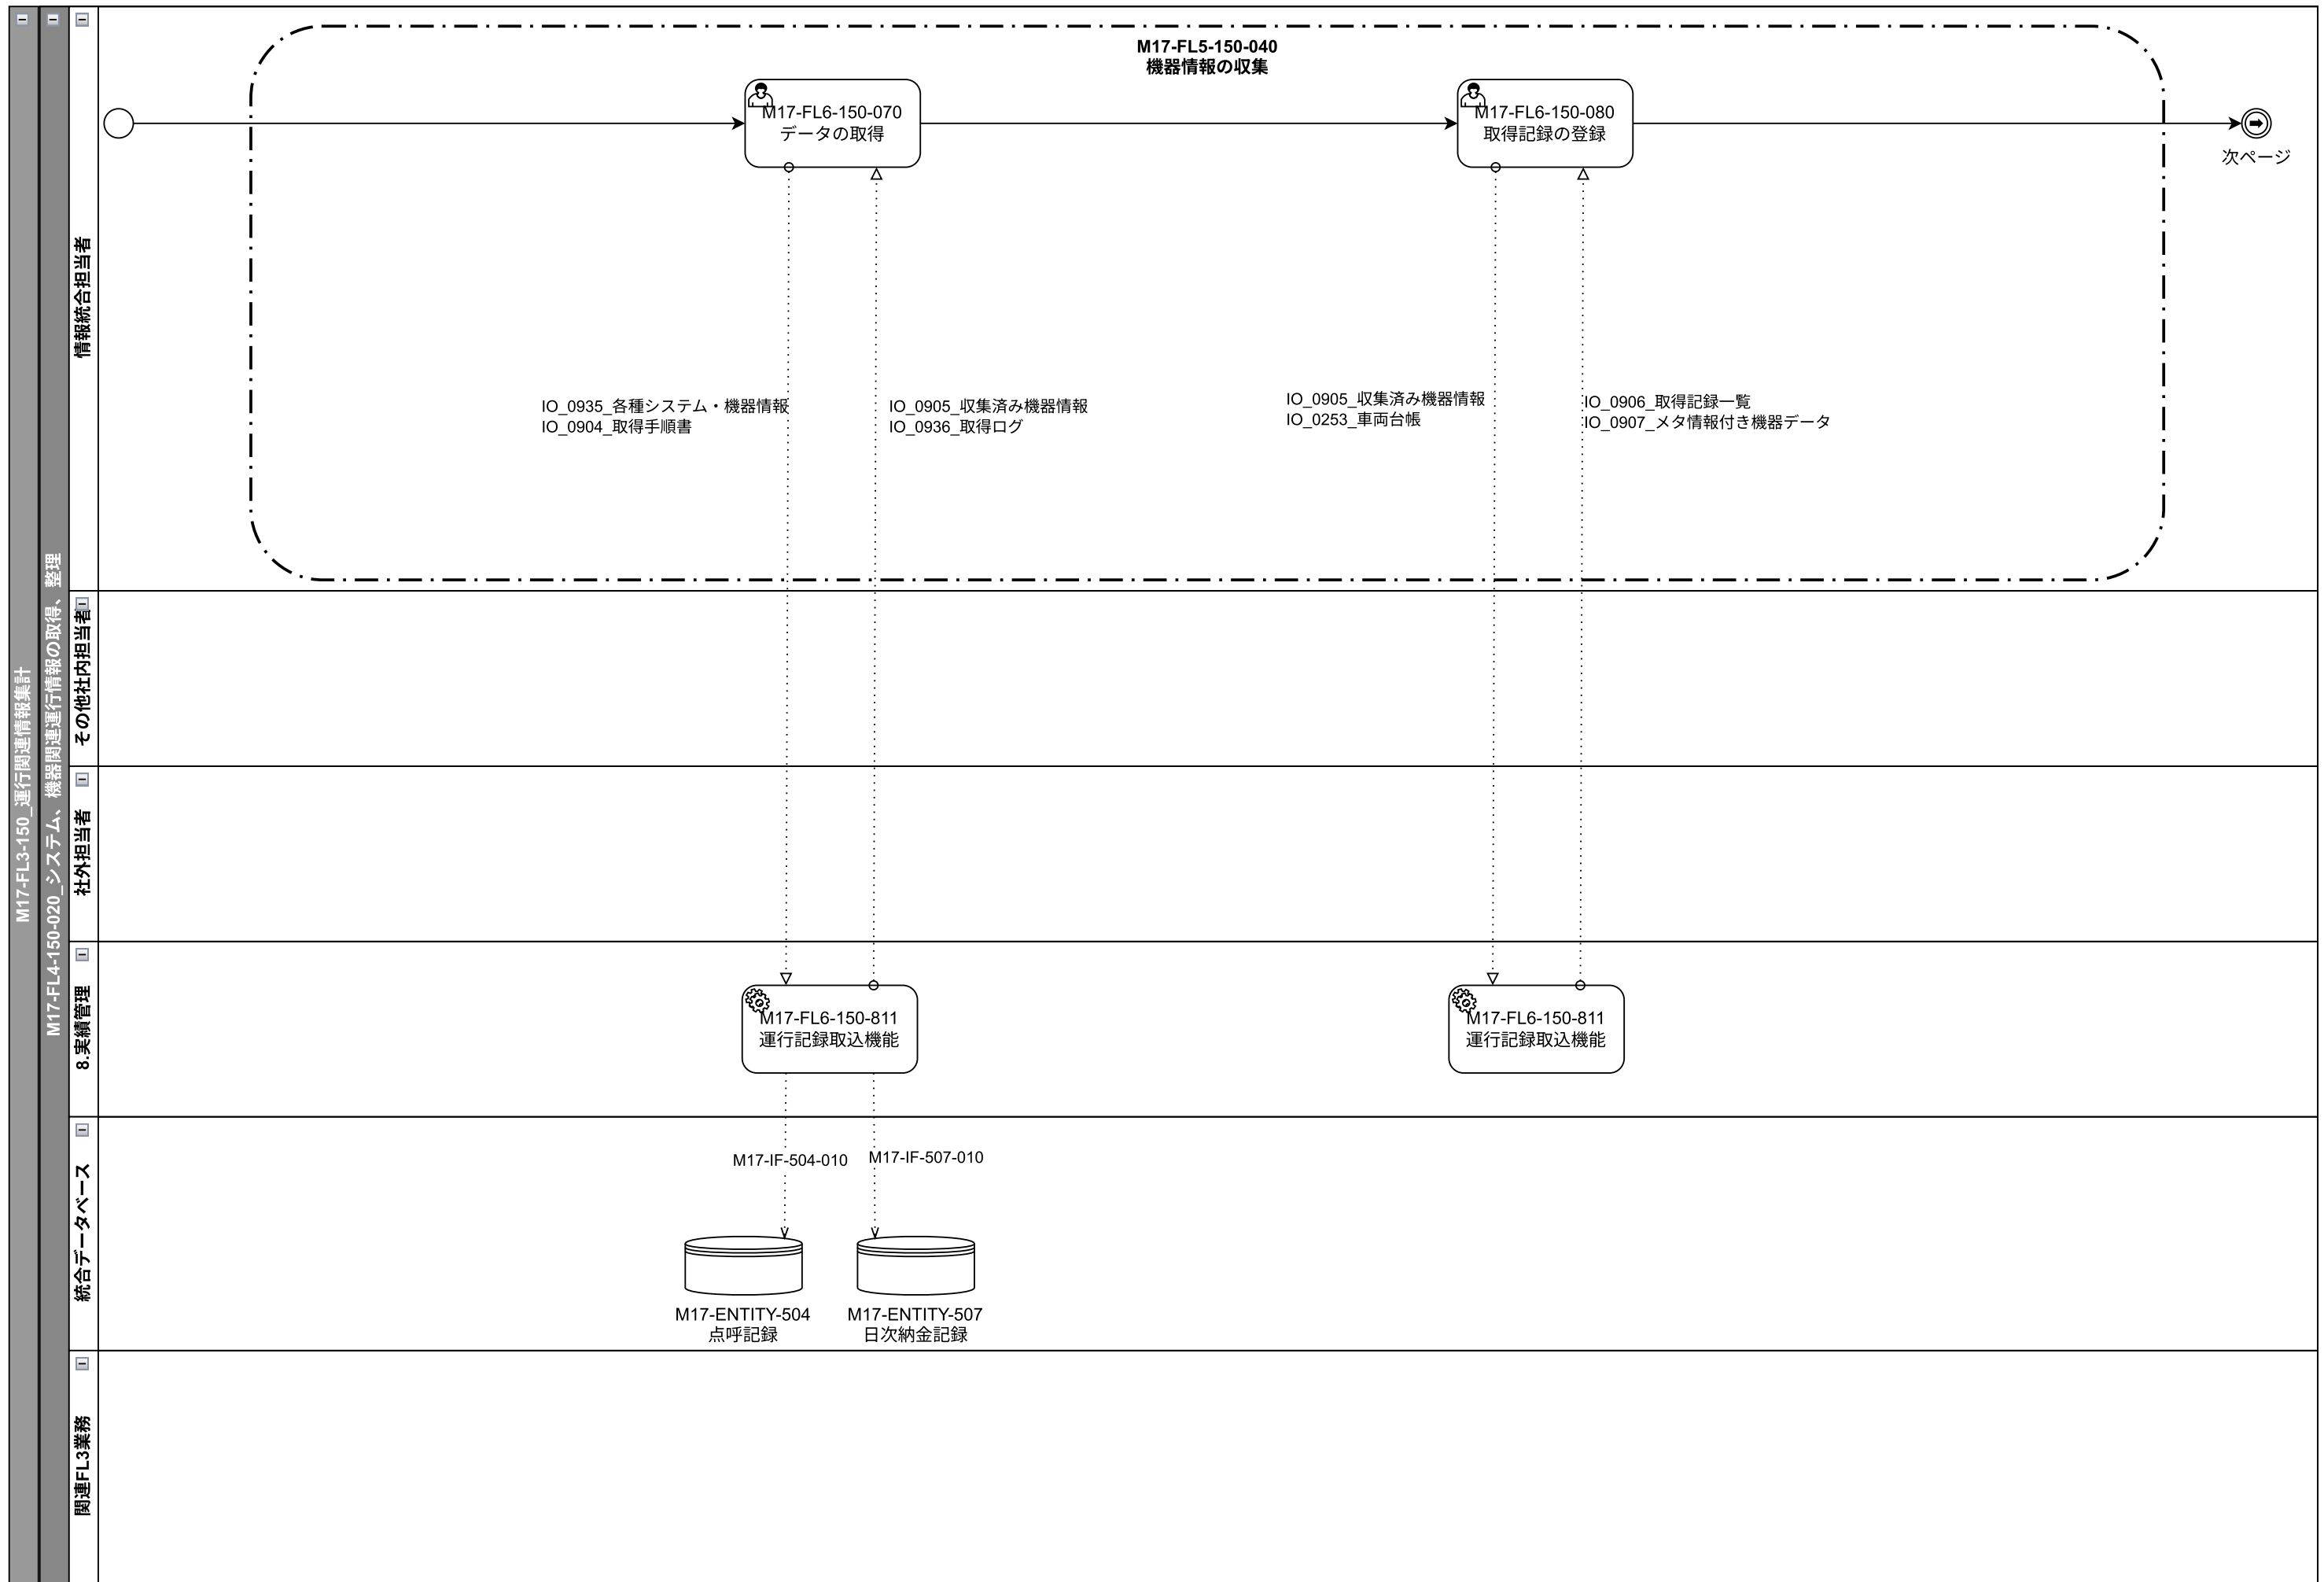 M17-FL3-150_運行関連情報集計
M17-FL4-150-020_システム、機器関連運行情報の取得、整理
情報統合担当者
M17-FL5-150-040
機器情報の収集
M17-FL6-150-070
データの取得
M17-FL6-150-080
取得記録の登録
次ページ
IO_0935_各種システム・機器情報
IO_0904_取得手順書
IO_0905_収集済み機器情報
IO_0936_取得ログ
IO_0905_収集済み機器情報
IO_0253_車両台帳
IO_0906_取得記録一覧
IO_0907_メタ情報付き機器データ
その他社内担当者
社外担当者
8.実績管理
M17-FL6-150-811
運行記録取込機能
M17-FL6-150-811
運行記録取込機能
統合データベース
M17-IF-504-010
M17-IF-507-010
M17-ENTITY-504
点呼記録
M17-ENTITY-507
日次納金記録
関連FL3業務